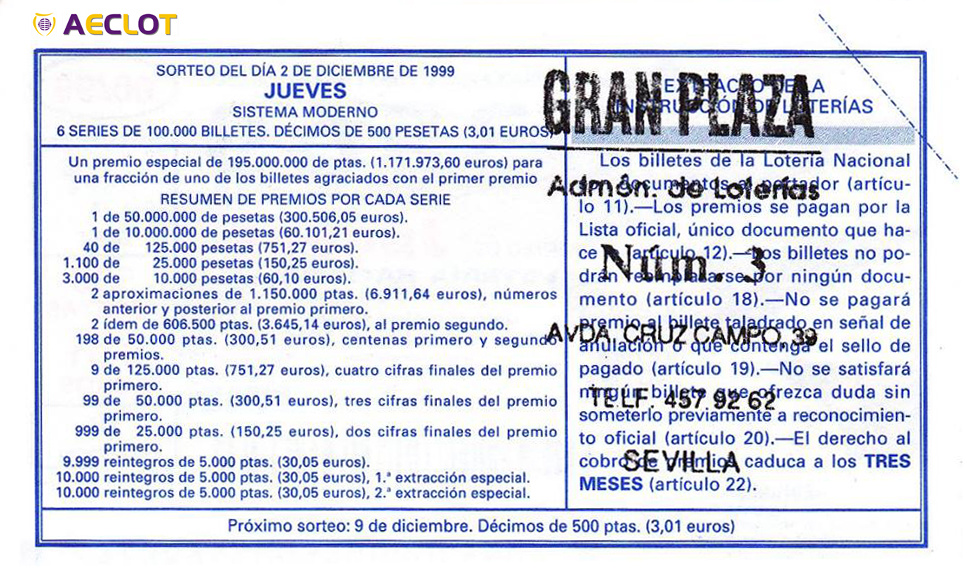 AECLOT
SORTEO DEL DÍA 2 DE DICIEMBRE DE 1999
JUEVES
SISTEMA MODERNO
6 SERIES DE 100.000 BILLETES. DÉCIMOS DE 500 PESETAS (3,01 EUROS)
Un premio especial de 195.000.000 de ptas. (1.171.973,60 euros) para
una fracción de uno de los billetes agraciados con el primer premio
RESUMEN DE PREMIOS POR CADA SERIE
1 de 50.000.000 de pesetas (300.506,05 euros).
1 de 10.000.000 de pesetas (60.101,21 euros).
40 de 125.000 pesetas (751,27 euros).
1.100 de 25.000 pesetas (150,25 euros).
3.000 de 10.000 pesetas (60,10 euros).
2 aproximaciones de 1.150.000 ptas. (6.911,64 euros), números
anterior y posterior al premio primero.
2 ídem de 606.500 ptas. (3.645,14 euros), al premio segundo.
198 de 50.000 ptas. (300,51 euros), centenas primero y segundo
premios.
9 de 125.000 ptas. (751,27 euros), cuatro cifras finales del premio
primero.
99 de 50.000 ptas. (300,51 euros), tres cifras finales del premio
primero.
999 de 25.000 ptas. (150,25 euros), dos cifras finales del premio
primero.
9.999 reintegros de 5.000 ptas. (30,05 euros).
10.000 reintegros de 5.000 ptas. (30,05 euros), 1.ª extracción especial.
10.000 reintegros de 5.000 ptas. (30,05 euros), 2.ª extracción especial.
EXTRACTO DE LA
INSTRUCCIÓN DE LOTERÍAS
Los billetes de la Lotería Nacional
son documentos al portador (artícu-
lo 11).—Los premios se pagan por la
Lista oficial, único documento que ha-
ce fe (artículo 12).—Los billetes no po-
drán reemplazarse por ningún docu-
mento (artículo 18).—No se pagará
premio al billete taladrado en señal de
anulación o que contenga el sello de
pagado (artículo 19).—No se satisfará
ningún billete que ofrezca duda sin
someterlo previamente a reconocimien-
to oficial (artículo 20).—El derecho al
cobro de premios caduca a los TRES
MESES (artículo 22).
GRAN PLAZA
Admón. de Loterías
Núm. 3
AVDA. CRUZ CAMPO, 39
TELF. 457 92 62
SEVILLA
Próximo sorteo: 9 de diciembre. Décimos de 500 ptas. (3,01 euros)